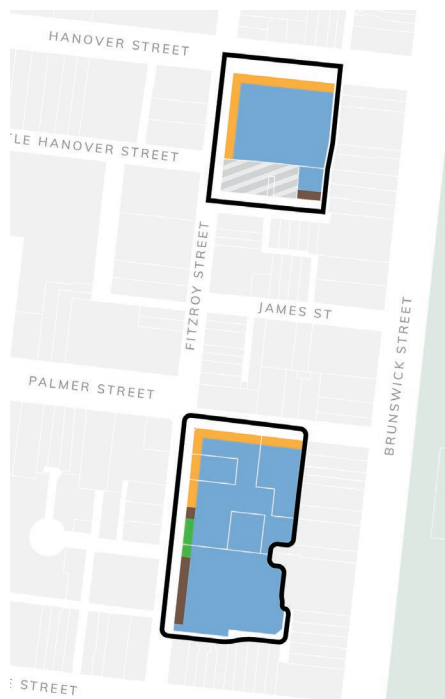 HANOVER STREET
TLE HANOVER STREET
FITZROY STREET
JAMES ST
BRUNSWICK STREET
PALMER STREET
E STREET